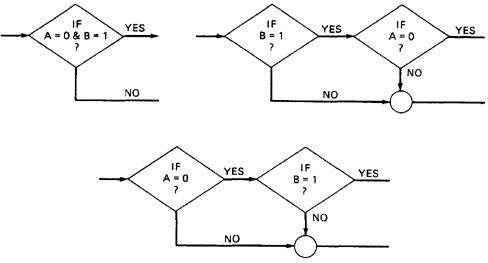 IF
A = 0 & B = 1
?
YES
NO
IF
B = 1
?
YES
NO
IF
A = 0
?
YES
NO
IF
A = 0
?
YES
NO
IF
B = 1
?
YES
NO